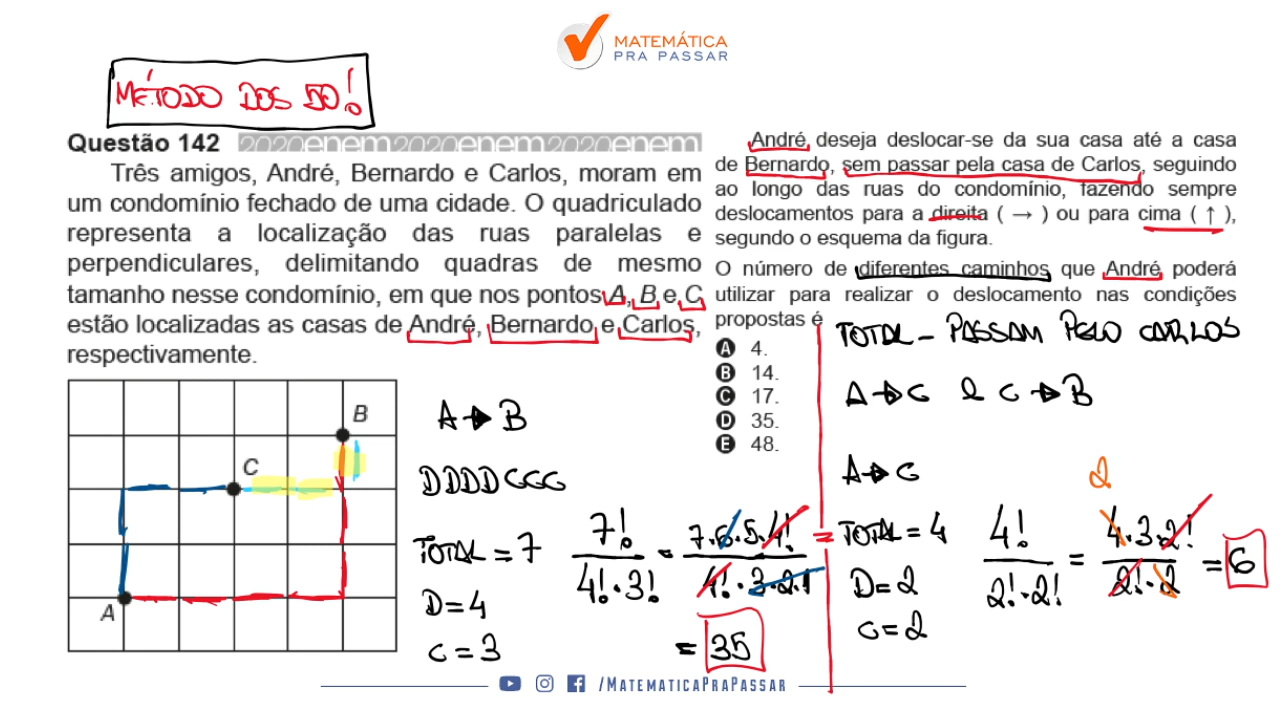 MATEMÁTICA
PRA PASSAR
MÉTODO DOS 50!
Questão 142
2020enem2020enem2020enem
Três amigos, André, Bernardo e Carlos, moram em
um condomínio fechado de uma cidade. O quadriculado
representa a localização das ruas paralelas e
perpendiculares, delimitando quadras de mesmo
tamanho nesse condomínio, em que nos pontos A, B e C
estão localizadas as casas de André, Bernardo e Carlos,
respectivamente.
B
C
A
A → B
DDDDCCC
TOTAL = 7
D = 4
C = 3
7! / 4!·3! = 7·6·5·4! / 4!·3·2·1
= 35
André deseja deslocar-se da sua casa até a casa
de Bernardo, sem passar pela casa de Carlos, seguindo
ao longo das ruas do condomínio, fazendo sempre
deslocamentos para a direita ( → ) ou para cima ( ↑ ),
segundo o esquema da figura.
O número de diferentes caminhos que André poderá
utilizar para realizar o deslocamento nas condições
propostas é
A 4.
B 14.
C 17.
D 35.
E 48.
TOTAL - PASSAM PELO CARLOS
A → C e C → B
A → C
TOTAL = 4
D = 2
C = 2
2
4! / 2!·2! = 4·3·2! / 2!·2 = 6
/MATEMATICAPRAPASSAR